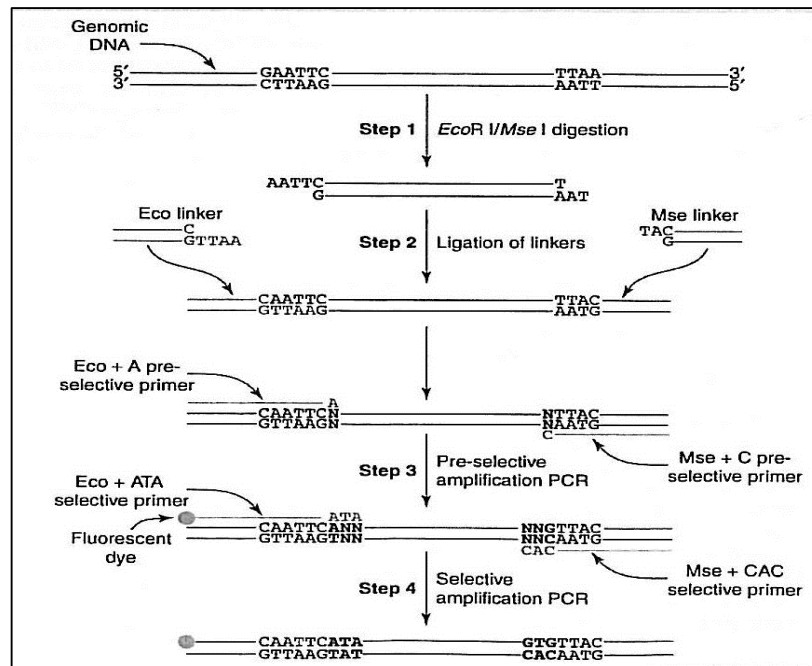 Genomic
DNA
5′ GAATTC TTAA 3′
3′ CTTAAG AATT 5′
Step 1 EcoR I/Mse I digestion
AATTC T
G AAT
Eco linker
C
GTTAA
Mse linker
TAC
G
Step 2 Ligation of linkers
CAATTC TTAC
GTTAAG AATG
Eco + A pre-
selective primer
A
CAATTCN NTTAC
GTTAAGN NAATG
C
Mse + C pre-
selective primer
Step 3 Pre-selective
amplification PCR
Eco + ATA
selective primer
ATA
CAATTCANN NNGTTAC
GTTAAGTNN NNCAATG
CAC
Fluorescent
dye
Mse + CAC
selective primer
Step 4 Selective
amplification PCR
CAATTCATA GTGTTAC
GTTAAGTAT CACAATG